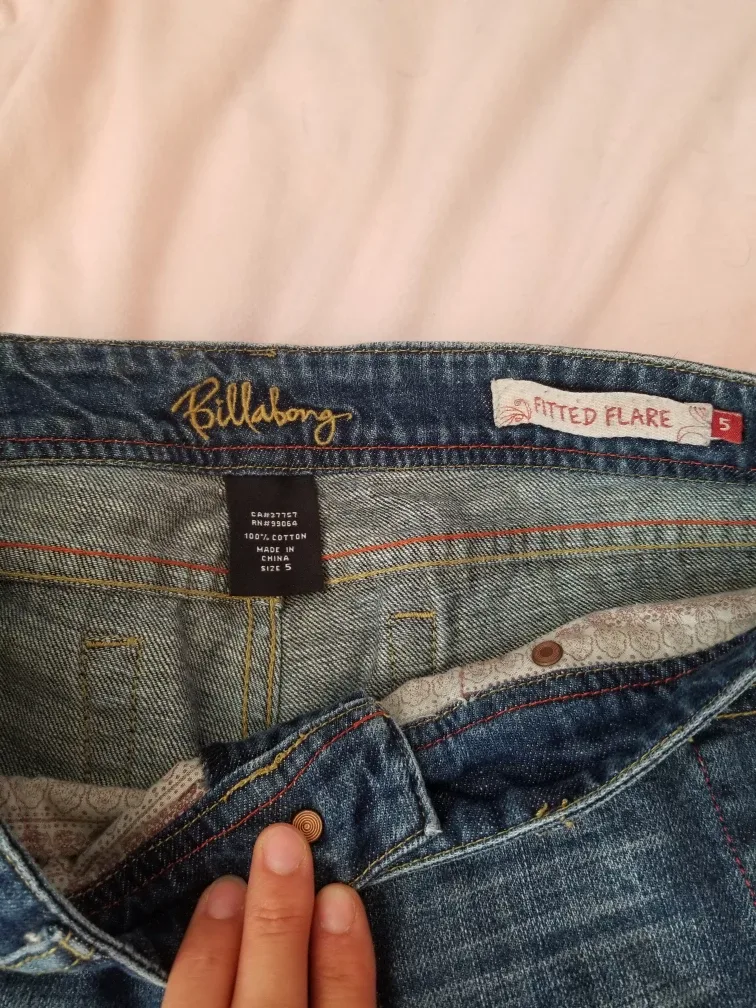 Billabong
FITTED FLARE
5
CA#37757
RN#99064
100% COTTON
MADE IN
CHINA
SIZE 5